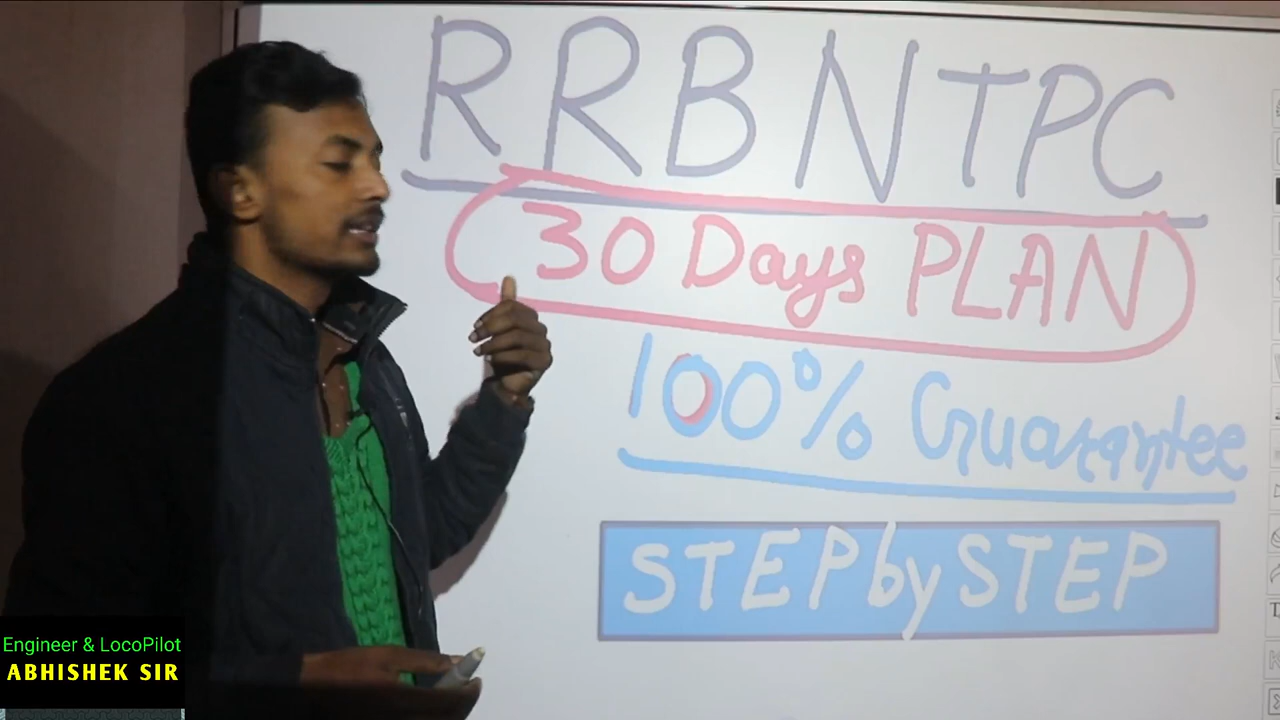 RRB NTPC
30 Days PLAN
100% Guarantee
STEP by STEP
Engineer & LocoPilot
ABHISHEK SIR